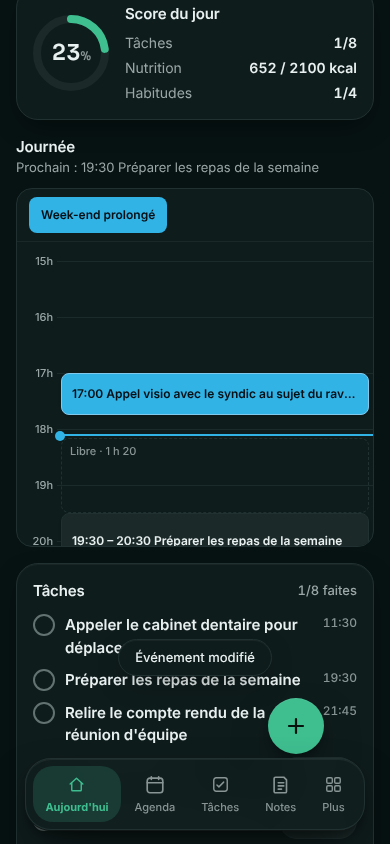 Score du jour
23%
Tâches 1/8
Nutrition 652 / 2100 kcal
Habitudes 1/4
Journée
Prochain : 19:30 Préparer les repas de la semaine
Week-end prolongé
15h
16h
17h
17:00 Appel visio avec le syndic au sujet du rav…
18h
Libre · 1 h 20
19h
19:30 – 20:30 Préparer les repas de la semaine
20h
Tâches 1/8 faites
Appeler le cabinet dentaire pour 11:30
déplace
Événement modifié
Préparer les repas de la semaine 19:30
Relire le compte rendu de la 21:45
réunion d'équipe
Aujourd'hui Agenda Tâches Notes Plus